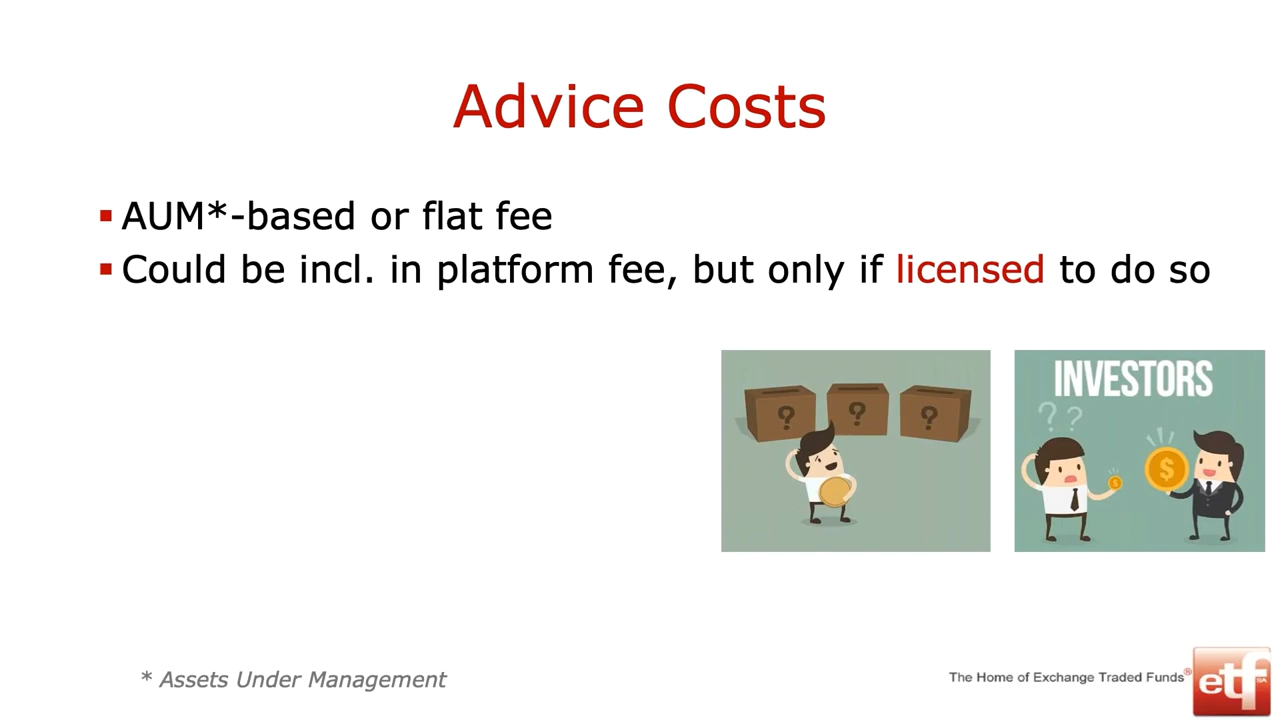 Advice Costs
AUM*-based or flat fee
Could be incl. in platform fee, but only if licensed to do so
? ? ?
INVESTORS
? ?
$ $
* Assets Under Management
The Home of Exchange Traded Funds®
etf
SA